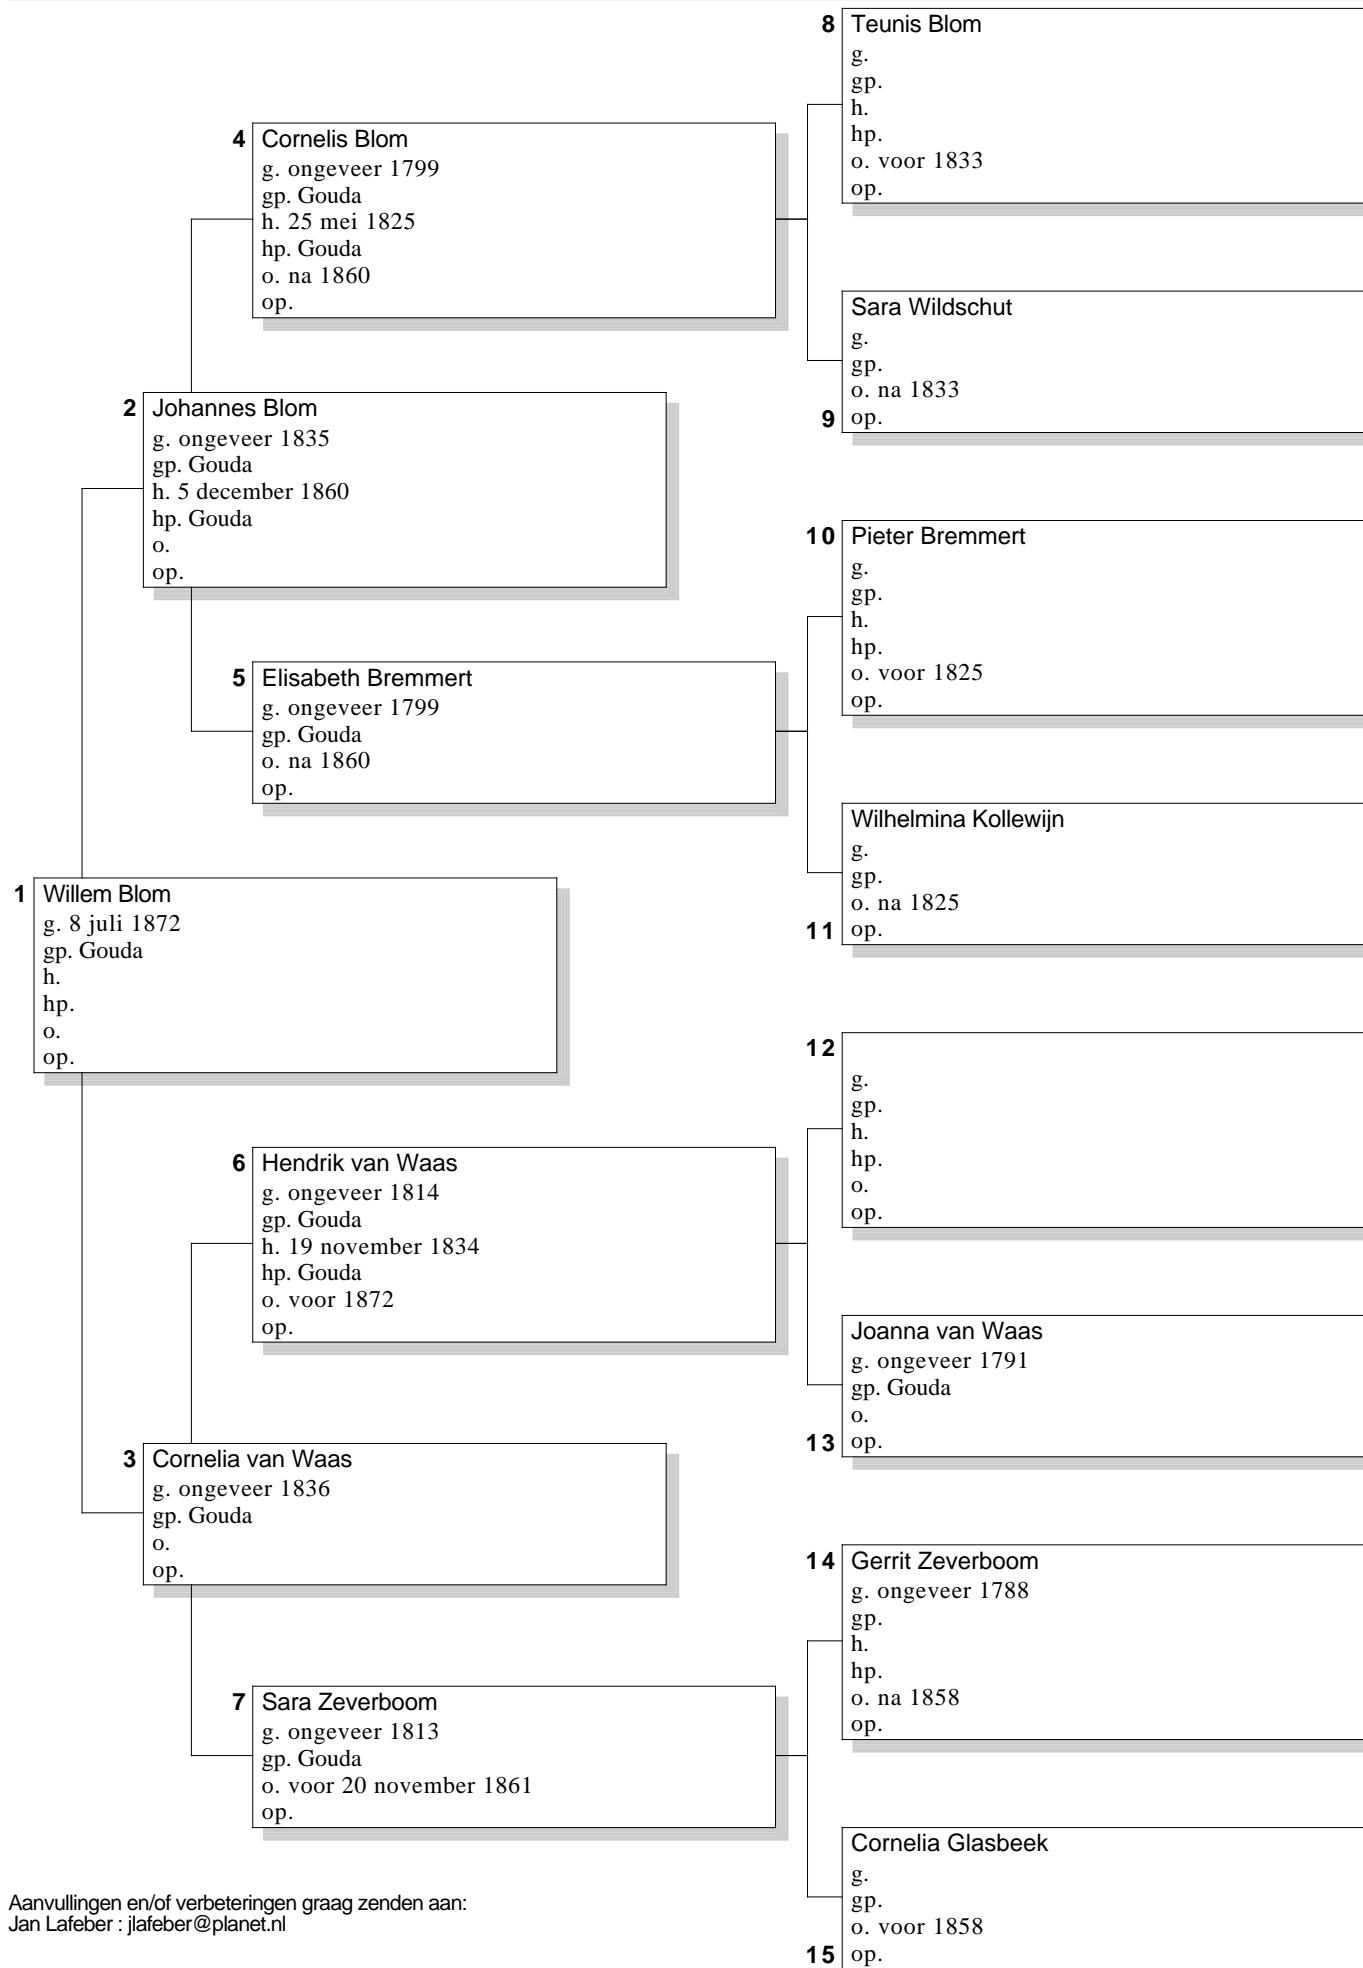 8 Teunis Blom
g.
gp.
h.
hp.
o. voor 1833
op.
4 Cornelis Blom
g. ongeveer 1799
gp. Gouda
h. 25 mei 1825
hp. Gouda
o. na 1860
op.
Sara Wildschut
g.
gp.
o. na 1833
9 op.
2 Johannes Blom
g. ongeveer 1835
gp. Gouda
h. 5 december 1860
hp. Gouda
o.
op.
10 Pieter Bremmert
g.
gp.
h.
hp.
o. voor 1825
op.
5 Elisabeth Bremmert
g. ongeveer 1799
gp. Gouda
o. na 1860
op.
Wilhelmina Kollewijn
g.
gp.
o. na 1825
11 op.
1 Willem Blom
g. 8 juli 1872
gp. Gouda
h.
hp.
o.
op.
12
g.
gp.
h.
hp.
o.
op.
6 Hendrik van Waas
g. ongeveer 1814
gp. Gouda
h. 19 november 1834
hp. Gouda
o. voor 1872
op.
Joanna van Waas
g. ongeveer 1791
gp. Gouda
o.
13 op.
3 Cornelia van Waas
g. ongeveer 1836
gp. Gouda
o.
op.
14 Gerrit Zeverboom
g. ongeveer 1788
gp.
h.
hp.
o. na 1858
op.
7 Sara Zeverboom
g. ongeveer 1813
gp. Gouda
o. voor 20 november 1861
op.
Cornelia Glasbeek
g.
gp.
o. voor 1858
15 op.
Aanvullingen en/of verbeteringen graag zenden aan:
Jan Lafeber : jlafeber@planet.nl